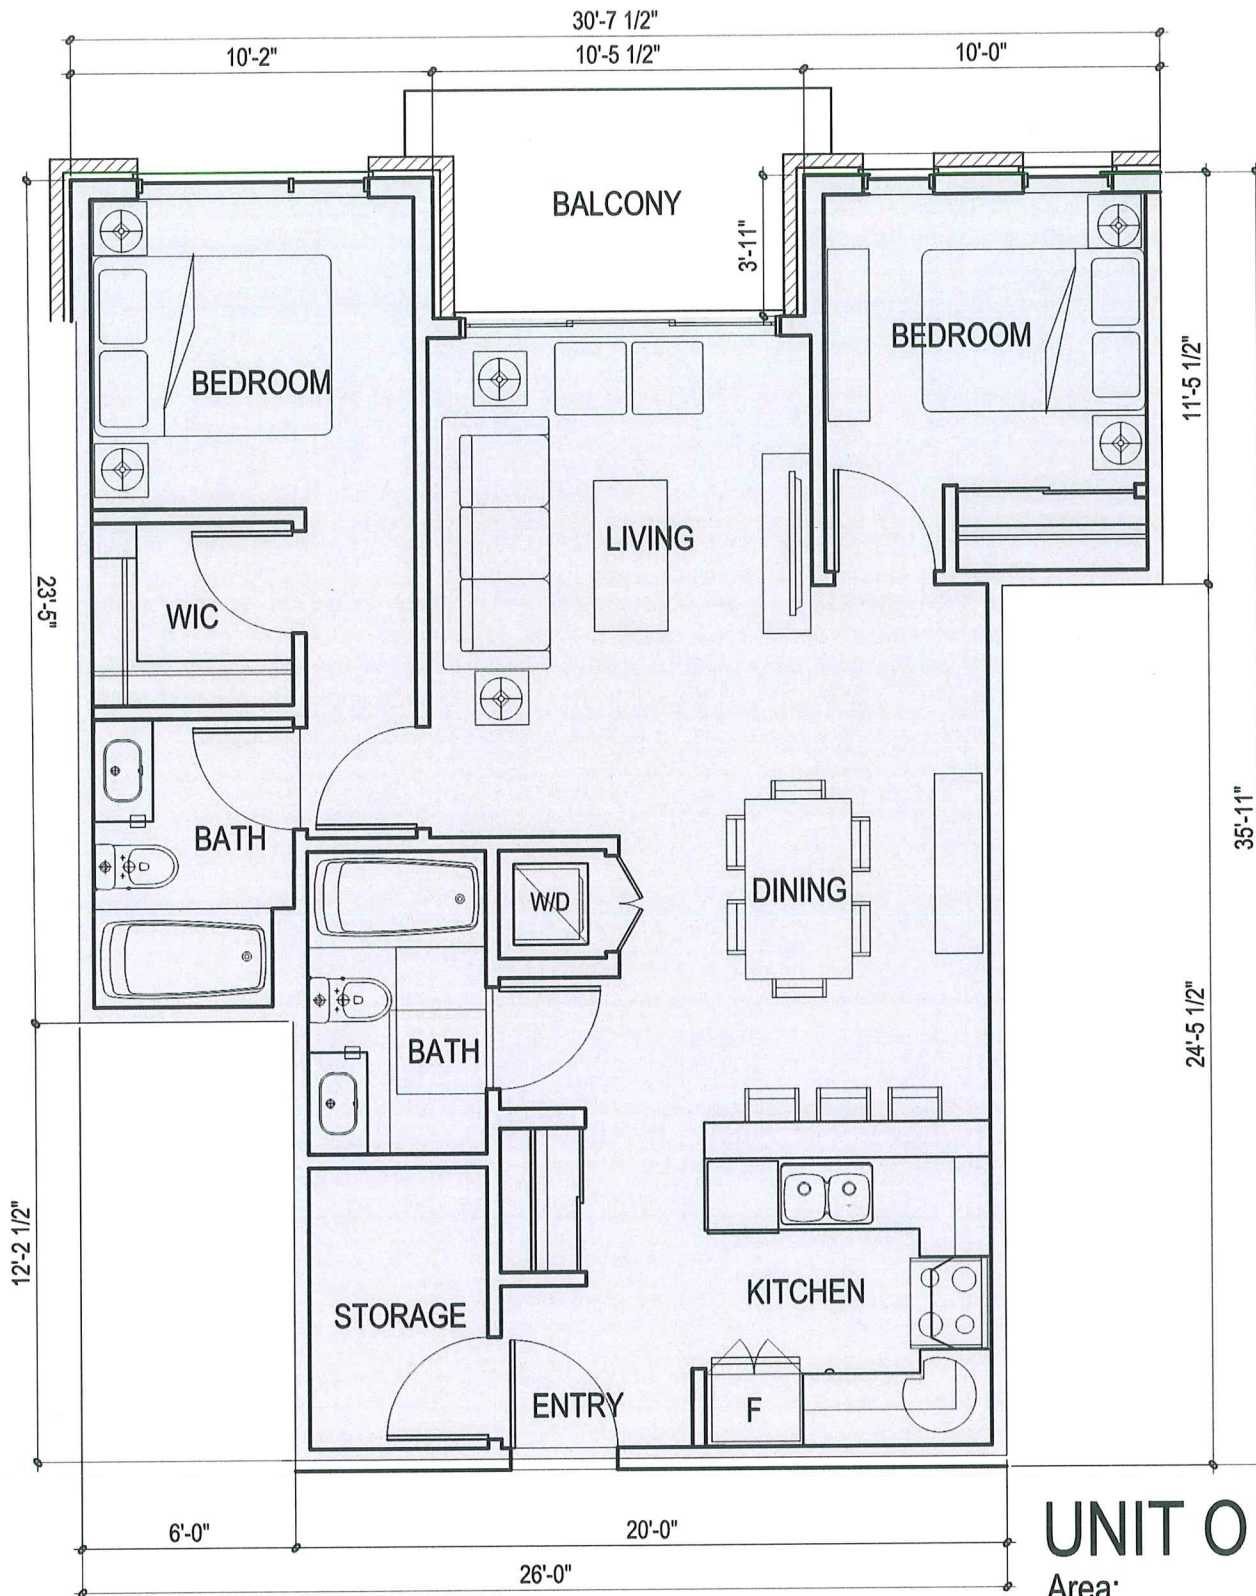 30'-7 1/2"
10'-2"
10'-5 1/2"
10'-0"
BALCONY
3'-11"
BEDROOM
BEDROOM
11'-5 1/2"
LIVING
23'-5"
WIC
BATH
W/D
DINING
35'-11"
24'-5 1/2"
BATH
12'-2 1/2"
STORAGE
KITCHEN
ENTRY
F
6'-0"
20'-0"
26'-0"
UNIT O
Area: